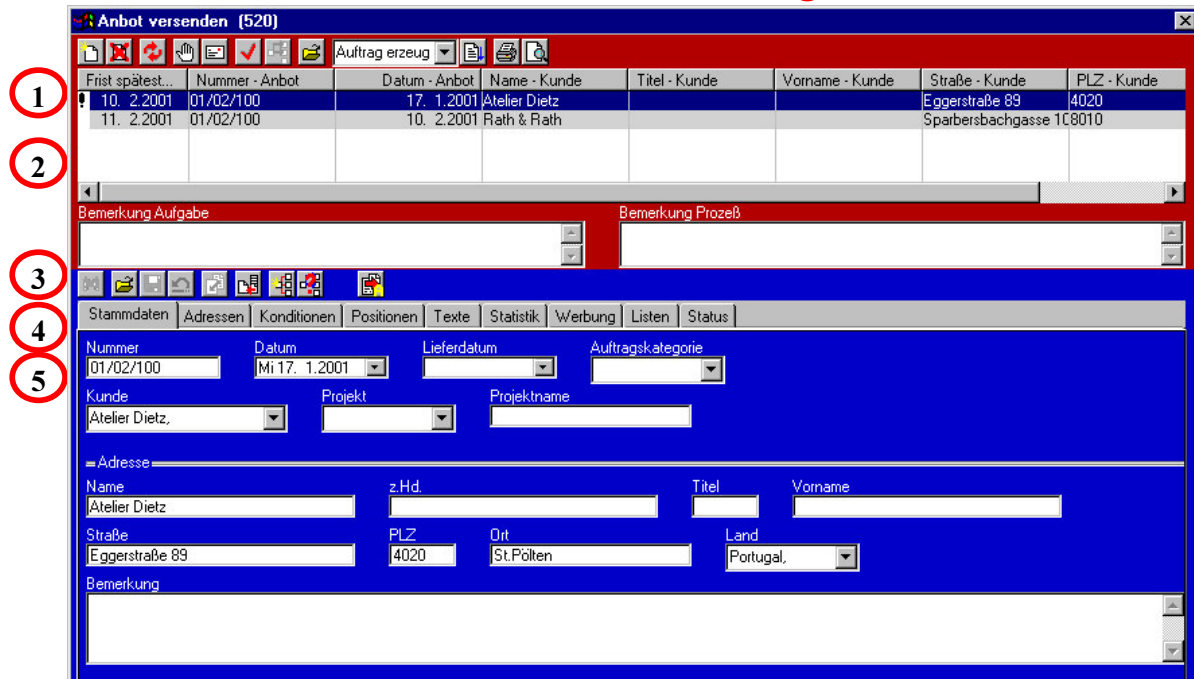 Anbot versenden (520)
Auftrag erzeug
Frist spätest... Nummer - Anbot Datum - Anbot Name - Kunde Titel - Kunde Vorname - Kunde Straße - Kunde PLZ - Kunde
1
10. 2.2001 01/02/100 17. 1.2001 Atelier Dietz Eggerstraße 89 4020
11. 2.2001 01/02/100 10. 2.2001 Rath & Rath Sparbersbachgasse 10 8010
2
Bemerkung Aufgabe Bemerkung Prozeß
3
Stammdaten Adressen Konditionen Positionen Texte Statistik Werbung Listen Status
4
Nummer Datum Lieferdatum Auftragskategorie
01/02/100 Mi 17. 1.2001
5
Kunde Projekt Projektname
Atelier Dietz,
Adresse
Name z.Hd. Titel Vorname
Atelier Dietz
Straße PLZ Ort Land
Eggerstraße 89 4020 St.Pölten Portugal,
Bemerkung